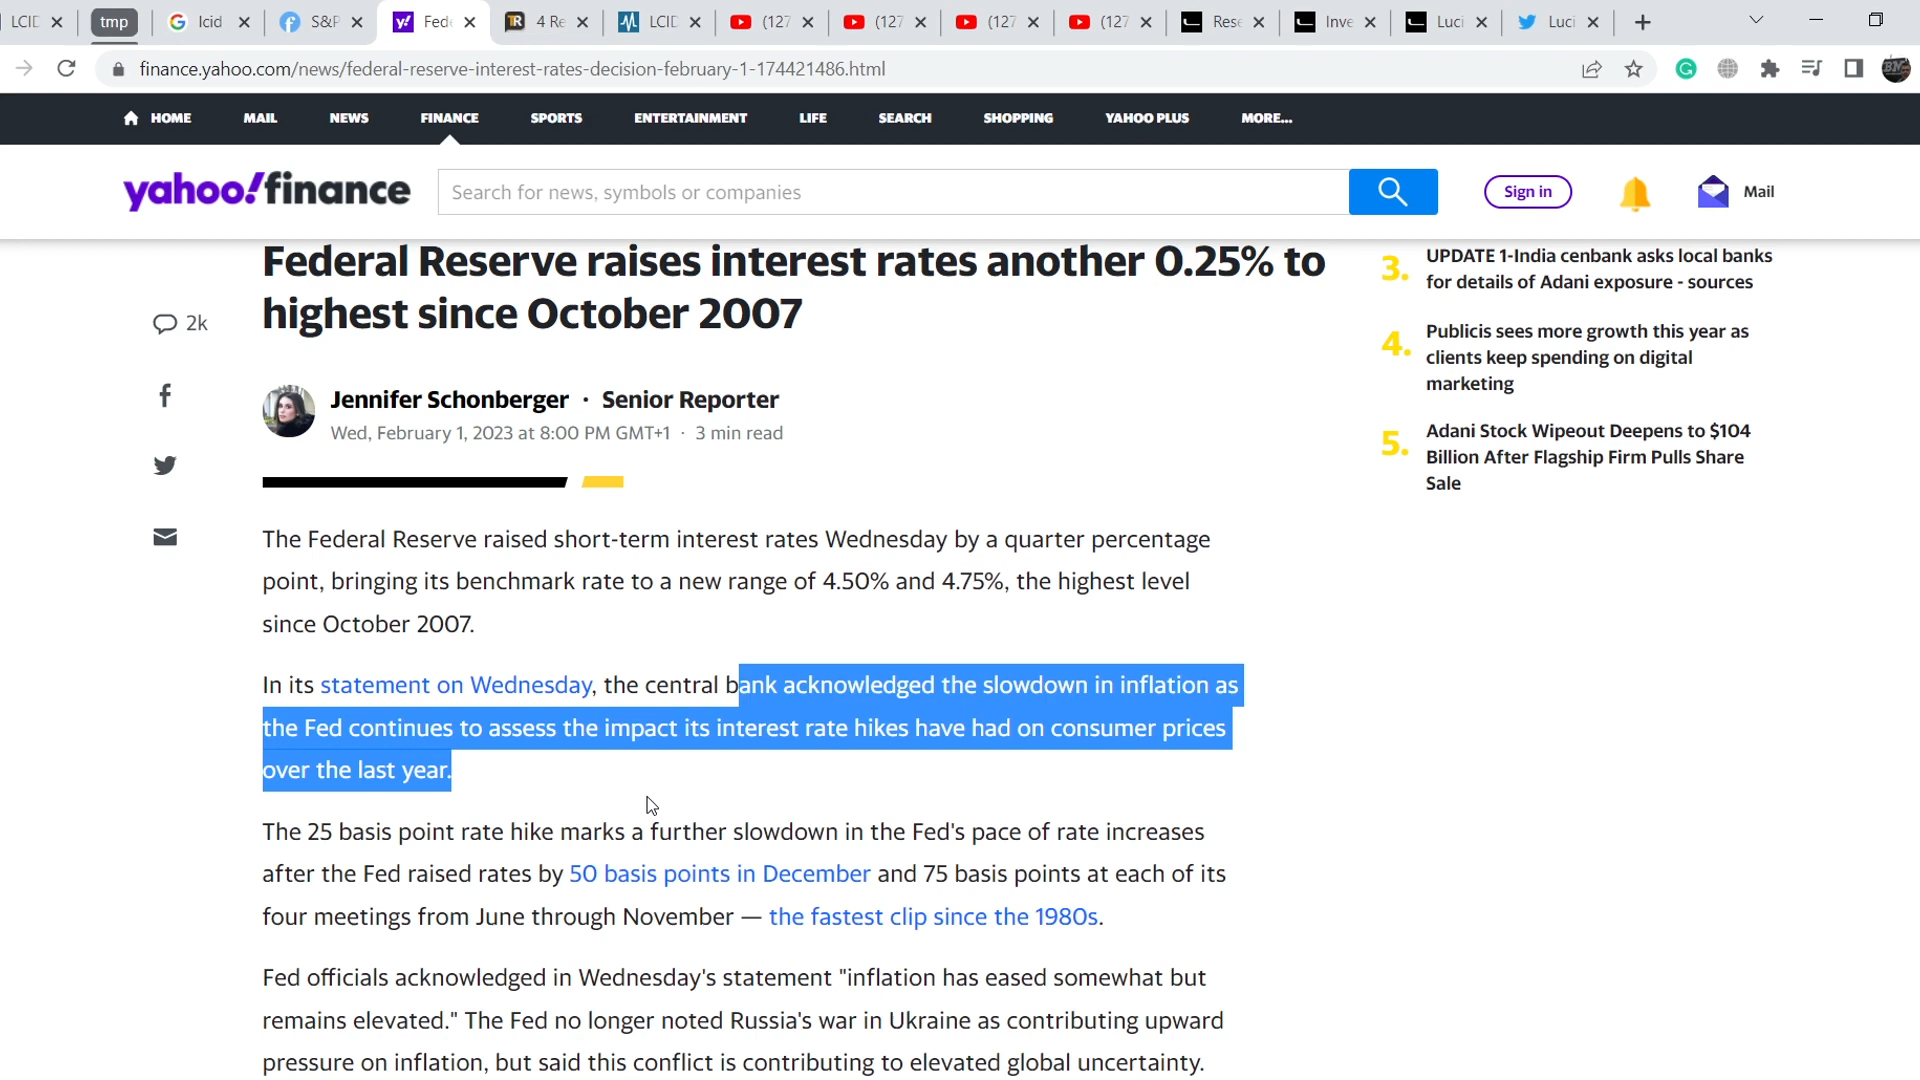 LCID
tmp
lcid
S&P
Fede
4 Re
LCID
(127
(127
(127
(127
Rese
Inve
Luci
Luci
finance.yahoo.com/news/federal-reserve-interest-rates-decision-february-1-174421486.html
HOME MAIL NEWS FINANCE SPORTS ENTERTAINMENT LIFE SEARCH SHOPPING YAHOO PLUS MORE...
yahoo!finance
Search for news, symbols or companies
Sign in
Mail
Federal Reserve raises interest rates another 0.25% to
highest since October 2007
2k
Jennifer Schonberger · Senior Reporter
Wed, February 1, 2023 at 8:00 PM GMT+1 · 3 min read
The Federal Reserve raised short-term interest rates Wednesday by a quarter percentage
point, bringing its benchmark rate to a new range of 4.50% and 4.75%, the highest level
since October 2007.
In its statement on Wednesday, the central bank acknowledged the slowdown in inflation as
the Fed continues to assess the impact its interest rate hikes have had on consumer prices
over the last year.
The 25 basis point rate hike marks a further slowdown in the Fed's pace of rate increases
after the Fed raised rates by 50 basis points in December and 75 basis points at each of its
four meetings from June through November — the fastest clip since the 1980s.
Fed officials acknowledged in Wednesday's statement "inflation has eased somewhat but
remains elevated." The Fed no longer noted Russia's war in Ukraine as contributing upward
pressure on inflation, but said this conflict is contributing to elevated global uncertainty.
3. UPDATE 1-India cenbank asks local banks
for details of Adani exposure - sources
4. Publicis sees more growth this year as
clients keep spending on digital
marketing
5. Adani Stock Wipeout Deepens to $104
Billion After Flagship Firm Pulls Share
Sale